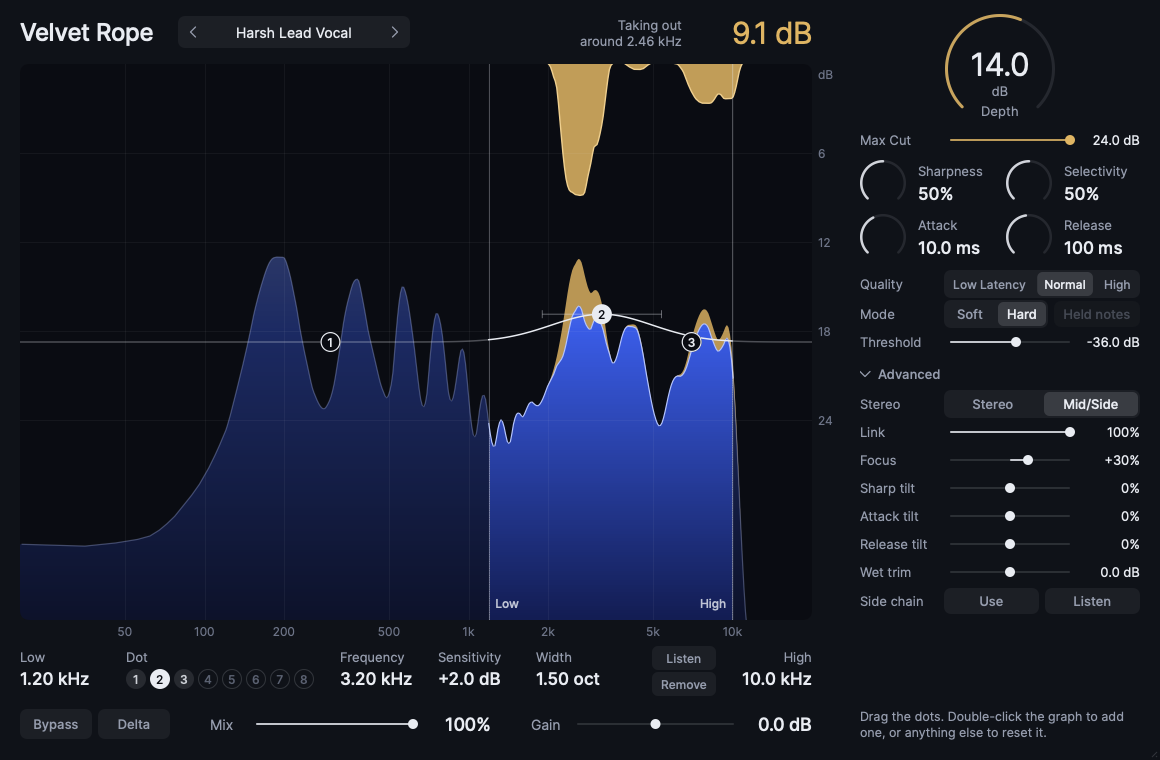 Velvet Rope
Harsh Lead Vocal
Taking out
around 2.46 kHz
9.1 dB
14.0
dB
Depth
dB
6
12
18
24
1
2
3
Low
High
50
100
200
500
1k
2k
5k
10k
Max Cut 24.0 dB
Sharpness
50%
Selectivity
50%
Attack
10.0 ms
Release
100 ms
Quality Low Latency Normal High
Mode Soft Hard Held notes
Threshold -36.0 dB
Advanced
Stereo Stereo Mid/Side
Link 100%
Focus +30%
Sharp tilt 0%
Attack tilt 0%
Release tilt 0%
Wet trim 0.0 dB
Side chain Use Listen
Low
1.20 kHz
Dot
1 2 3 4 5 6 7 8
Frequency
3.20 kHz
Sensitivity
+2.0 dB
Width
1.50 oct
Listen
Remove
High
10.0 kHz
Bypass Delta Mix 100% Gain 0.0 dB
Drag the dots. Double-click the graph to add
one, or anything else to reset it.